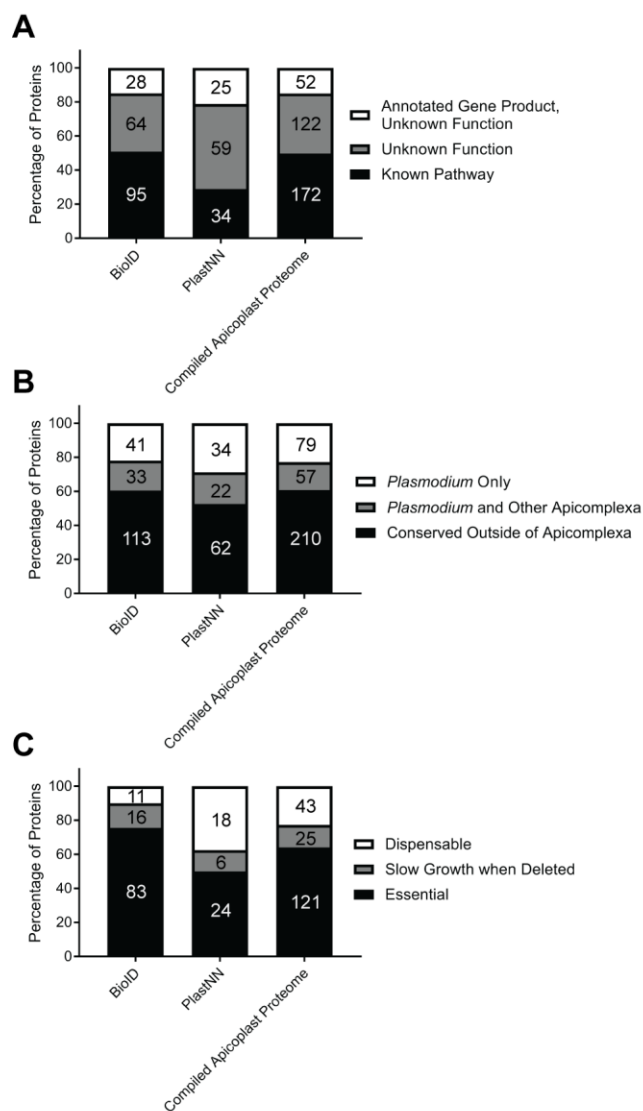 A
Percentage of Proteins
100
80
60
40
20
0
28
64
95
25
59
34
52
122
172
BioID
PlastNN
Compiled Apicoplast Proteome
Annotated Gene Product,
Unknown Function
Unknown Function
Known Pathway
B
Percentage of Proteins
100
80
60
40
20
0
41
33
113
34
22
62
79
57
210
BioID
PlastNN
Compiled Apicoplast Proteome
Plasmodium Only
Plasmodium and Other Apicomplexa
Conserved Outside of Apicomplexa
C
Percentage of Proteins
100
80
60
40
20
0
11
16
83
18
6
24
43
25
121
BioID
PlastNN
Compiled Apicoplast Proteome
Dispensable
Slow Growth when Deleted
Essential